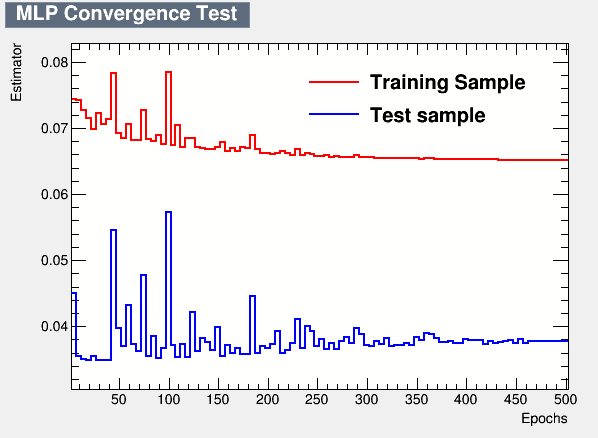 MLP Convergence Test
Estimator
0.08
0.07
0.06
0.05
0.04
Training Sample
Test sample
50 100 150 200 250 300 350 400 450 500
Epochs